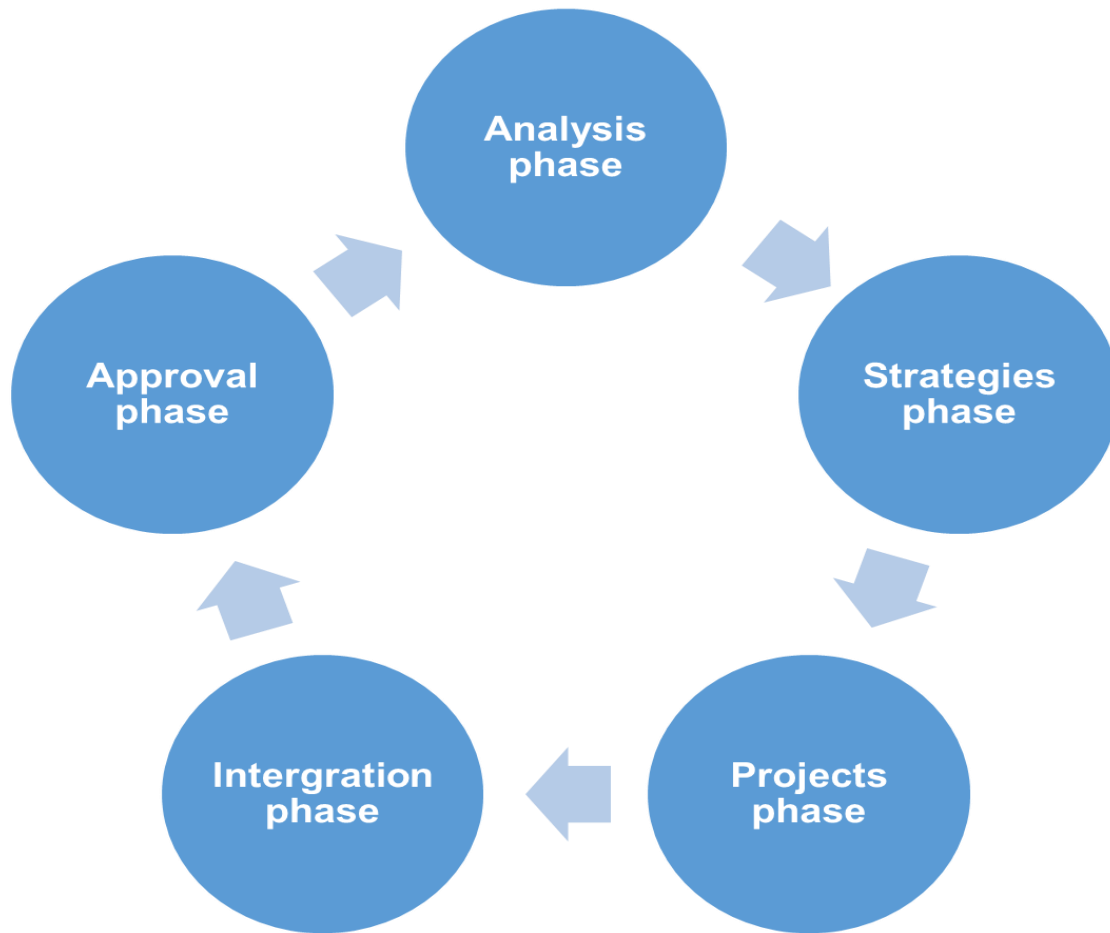 Analysis
phase
Strategies
phase
Projects
phase
Intergration
phase
Approval
phase